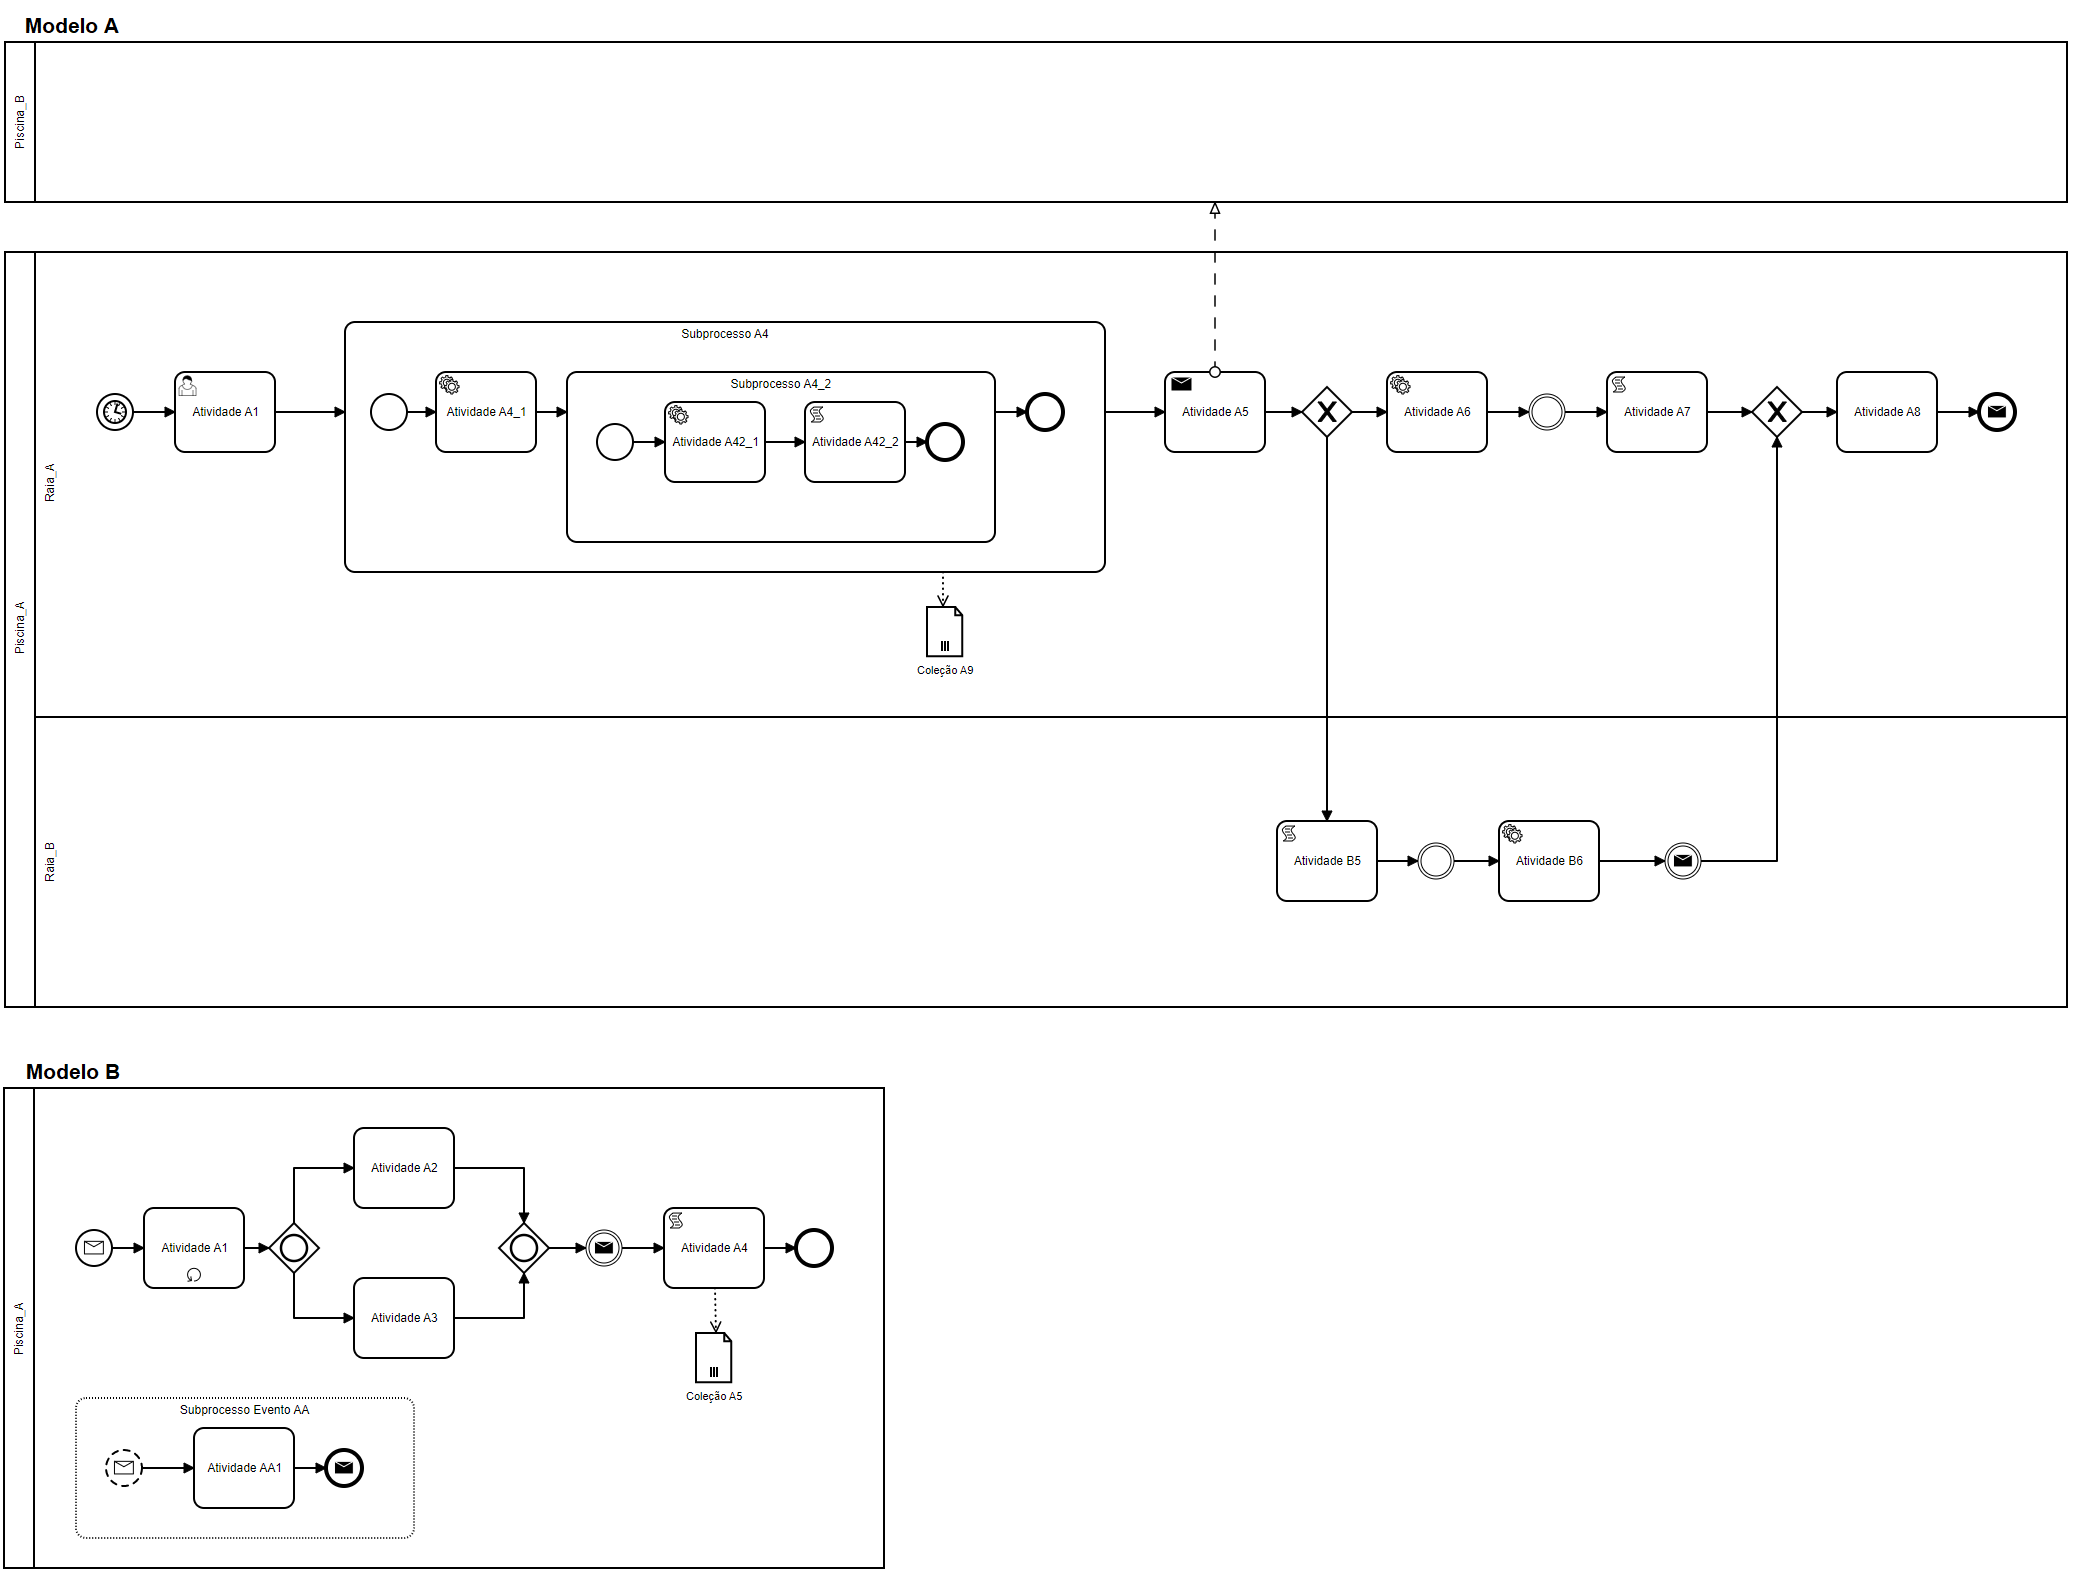 Modelo A
Piscina_B
Piscina_A
Raia_A
Atividade A1
Subprocesso A4
Atividade A4_1
Subprocesso A4_2
Atividade A42_1
Atividade A42_2
Coleção A9
Atividade A5
Atividade A6
Atividade A7
Atividade A8
Raia_B
Atividade B5
Atividade B6
Modelo B
Piscina_A
Atividade A1
Atividade A2
Atividade A3
Atividade A4
Coleção A5
Subprocesso Evento AA
Atividade AA1